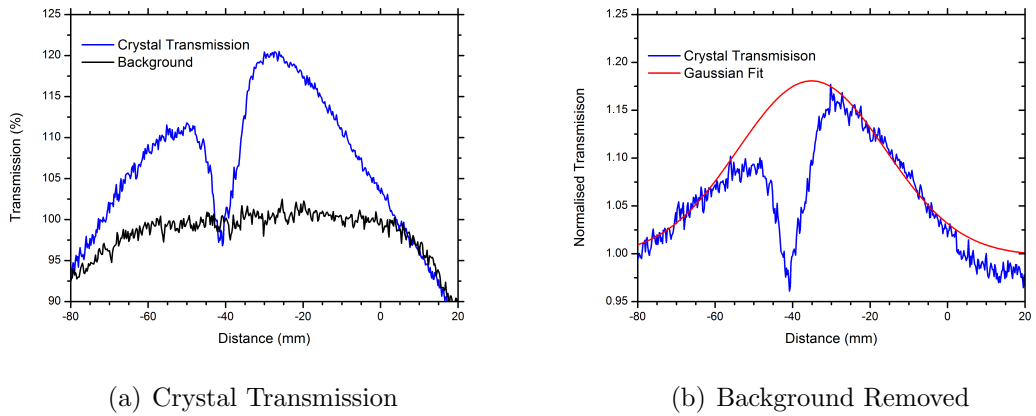 125
120
115
110
105
100
95
90
Transmission (%)
Crystal Transmission
Background
-80 -60 -40 -20 0 20
Distance (mm)
(a) Crystal Transmission
1.25
1.20
1.15
1.10
1.05
1.00
0.95
Normalised Transmisison
Crystal Transmisison
Gaussian Fit
-80 -60 -40 -20 0 20
Distance (mm)
(b) Background Removed